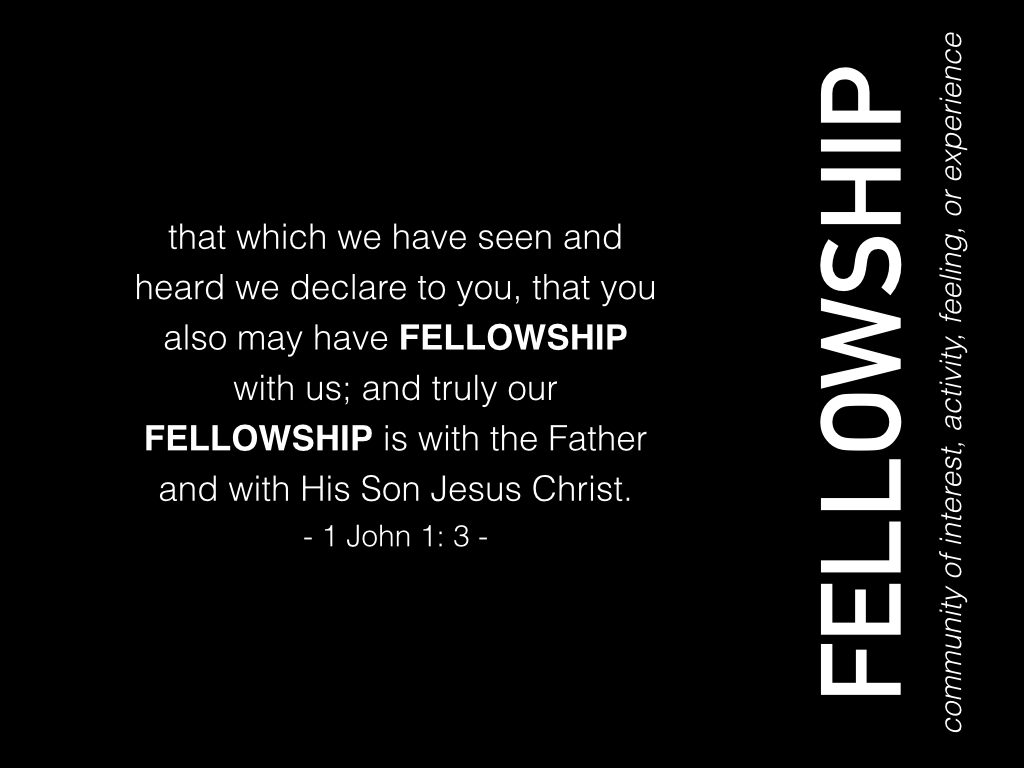 that which we have seen and
heard we declare to you, that you
also may have FELLOWSHIP
with us; and truly our
FELLOWSHIP is with the Father
and with His Son Jesus Christ.
- 1 John 1: 3 -
FELLOWSHIP
community of interest, activity, feeling, or experience